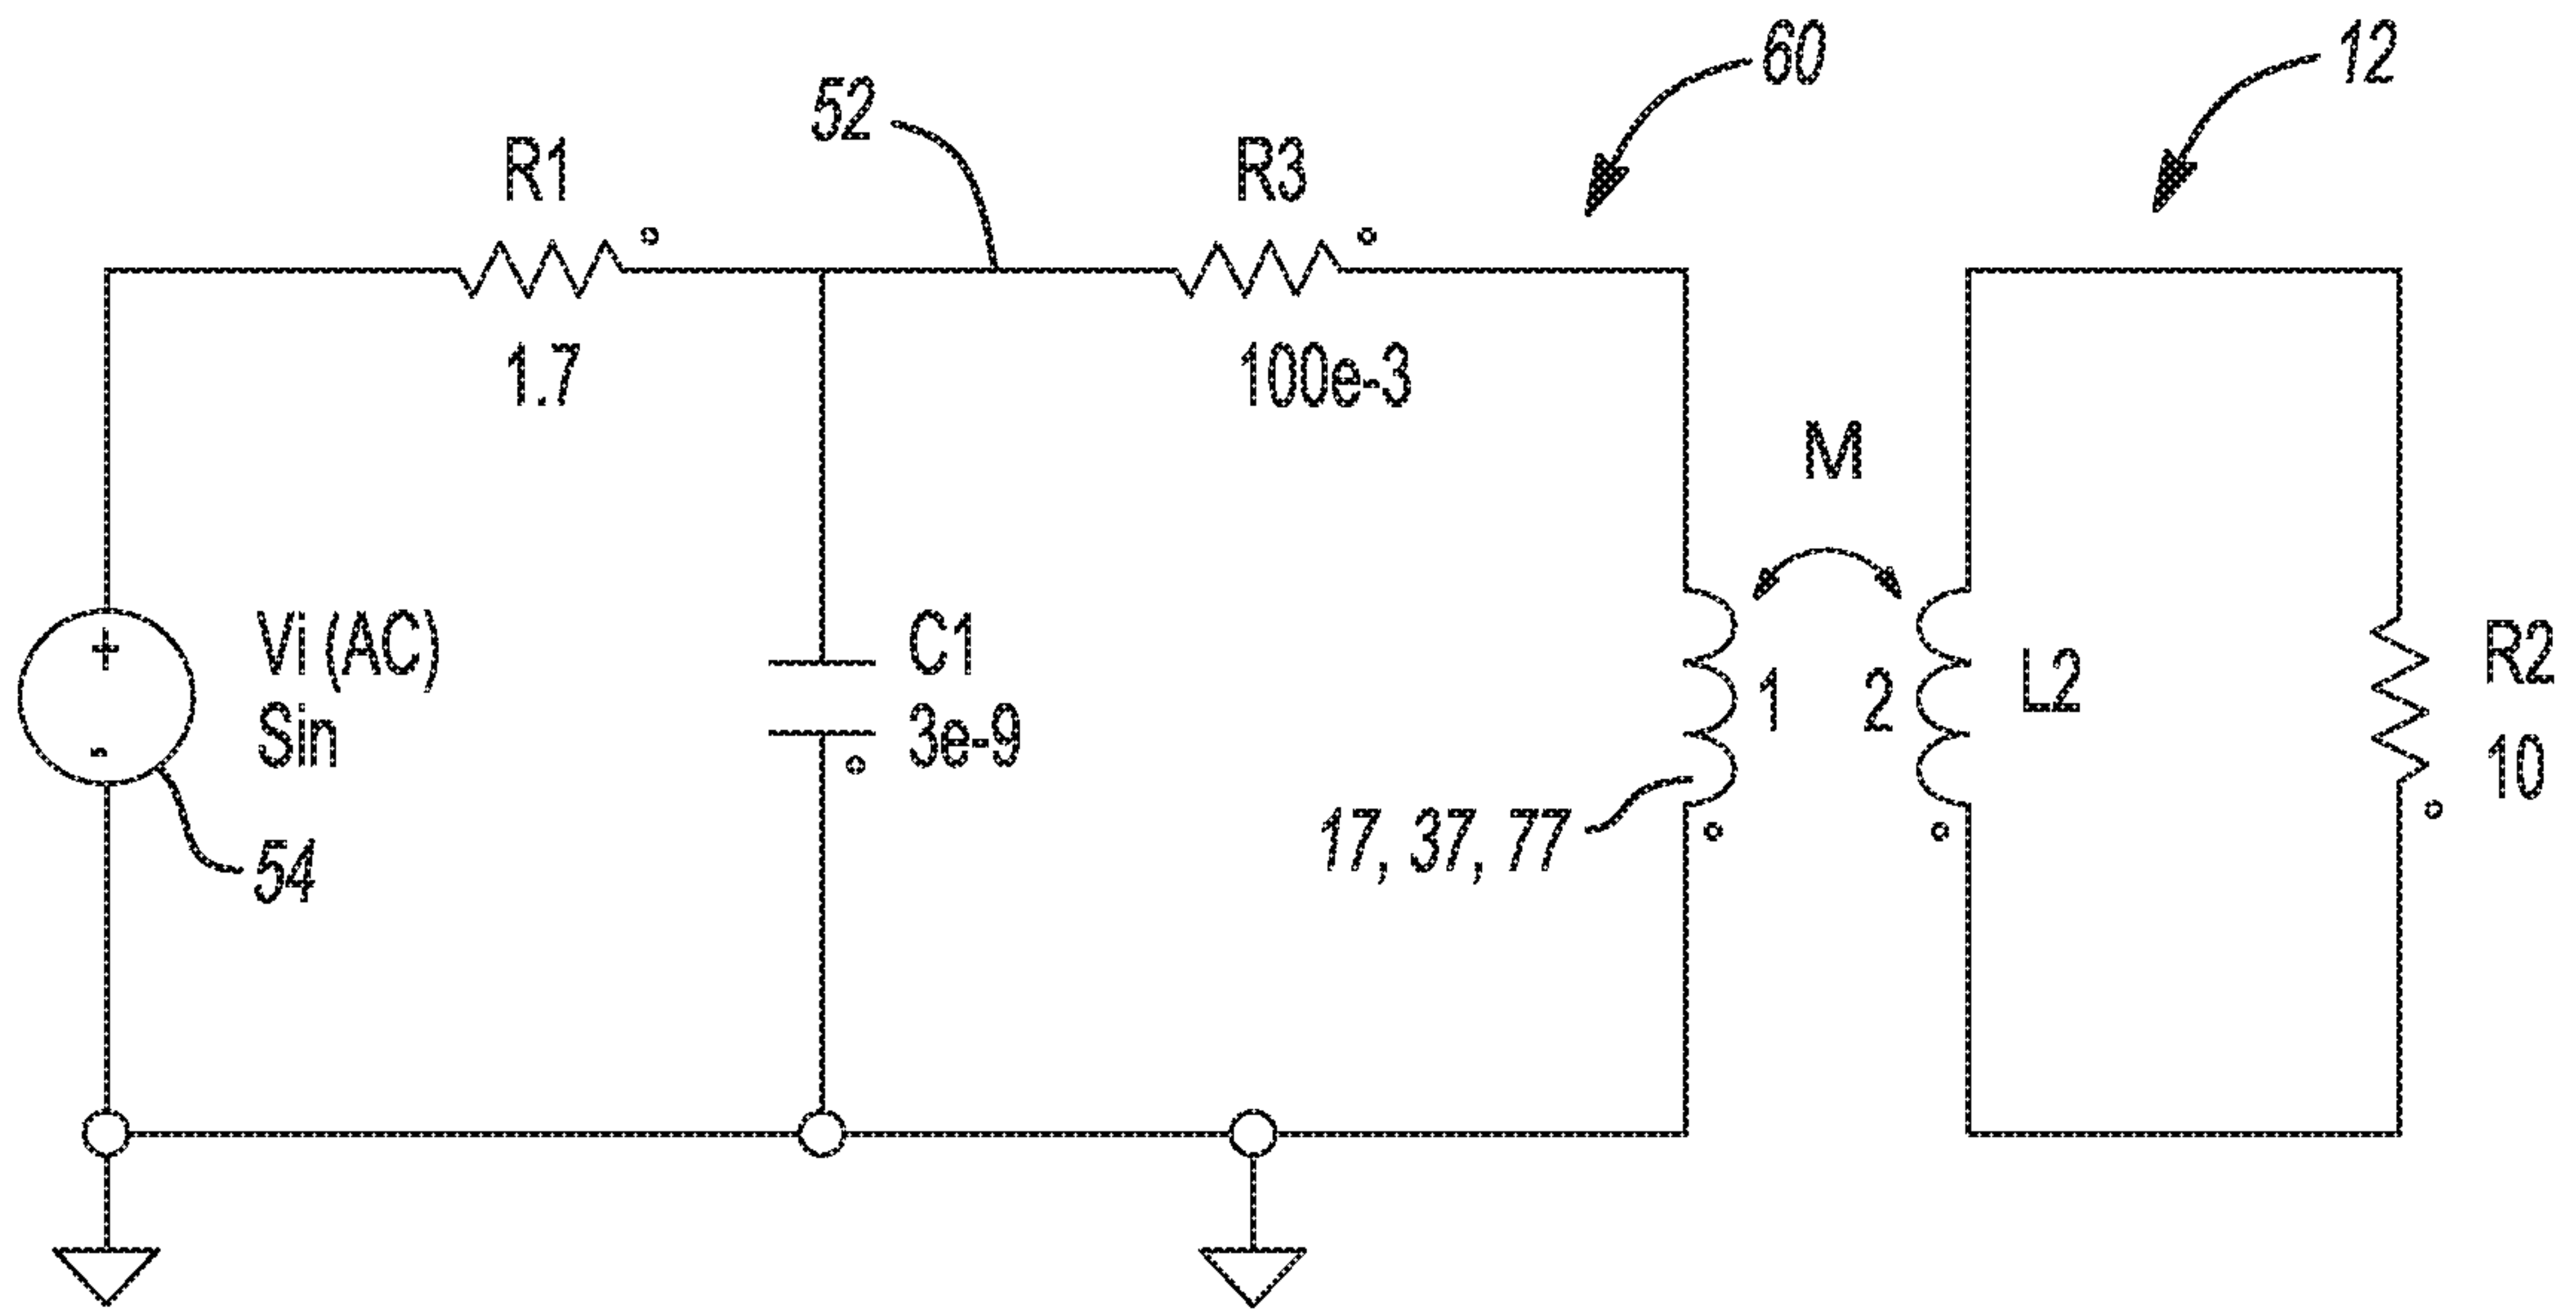 60
12
52
R1
R3
1.7
100e-3
M
+
Vi (AC)
Sin
-
C1
3e-9
1
2
L2
R2
10
17, 37, 77
54